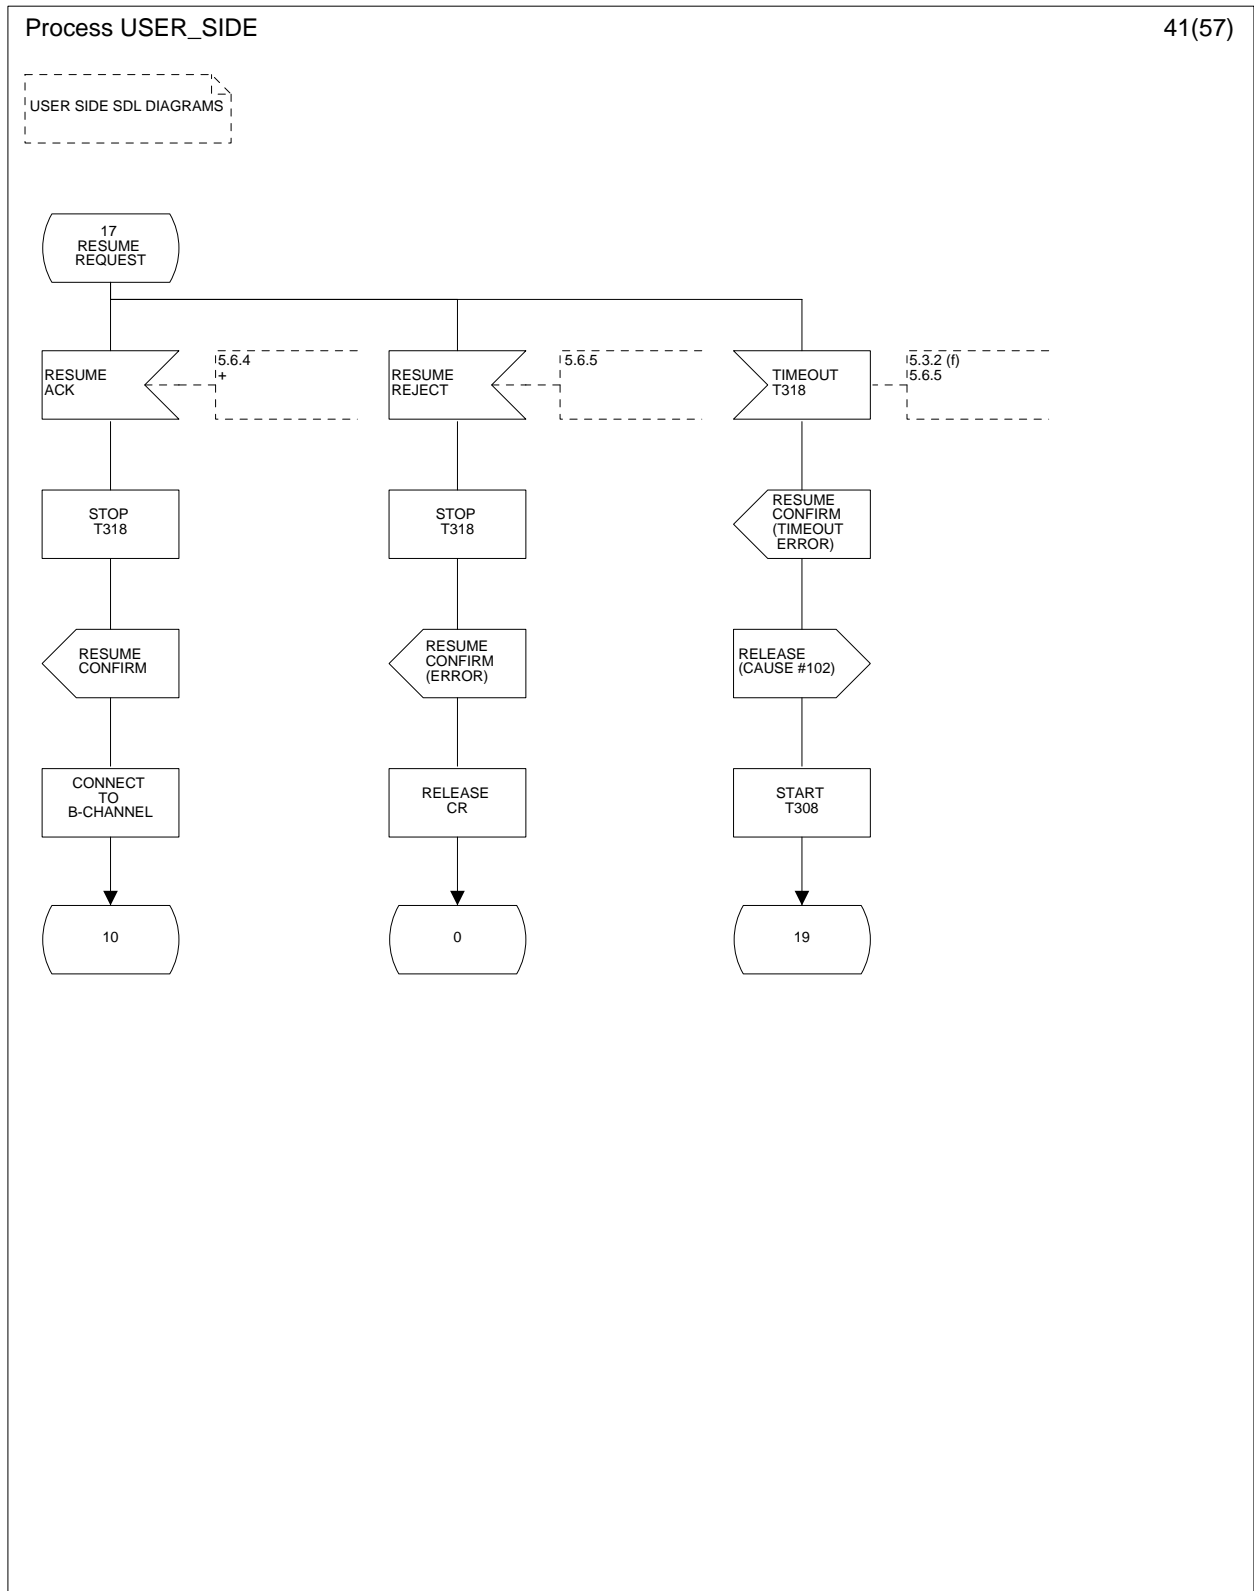 Process USER_SIDE
41(57)
USER SIDE SDL DIAGRAMS
17
RESUME
REQUEST
RESUME
ACK
5.6.4
+
RESUME
REJECT
5.6.5
TIMEOUT
T318
5.3.2 (f)
5.6.5
STOP
T318
STOP
T318
RESUME
CONFIRM
(TIMEOUT
ERROR)
RESUME
CONFIRM
RESUME
CONFIRM
(ERROR)
RELEASE
(CAUSE #102)
CONNECT
TO
B-CHANNEL
RELEASE
CR
START
T308
10
0
19